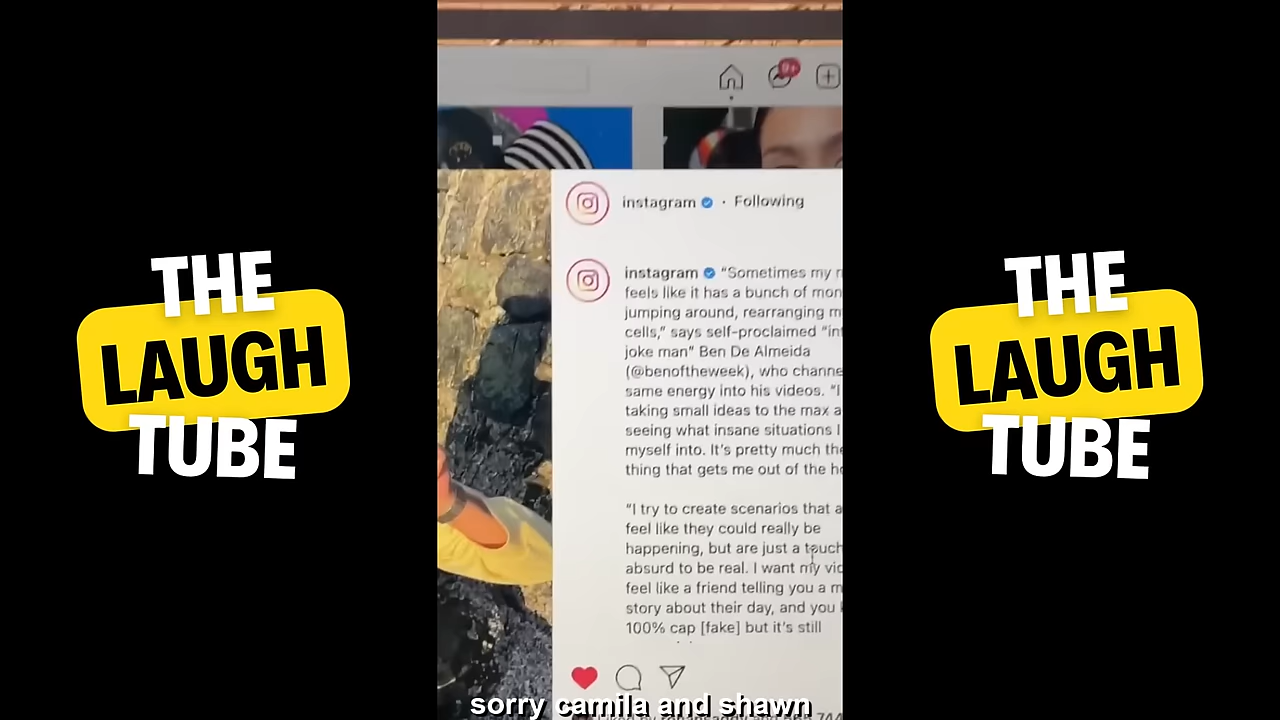 THE
LAUGH
TUBE
9+
instagram · Following
instagram "Sometimes my
feels like it has a bunch of mon
jumping around, rearranging m
cells," says self-proclaimed "int
joke man" Ben De Almeida
(@benoftheweek), who channe
same energy into his videos. "I
taking small ideas to the max a
seeing what insane situations I
myself into. It's pretty much the
thing that gets me out of the ho
"I try to create scenarios that a
feel like they could really be
happening, but are just a touch
absurd to be real. I want my vid
feel like a friend telling you a m
story about their day, and you
100% cap [fake] but it's still
sorry camila and shawn
THE
LAUGH
TUBE